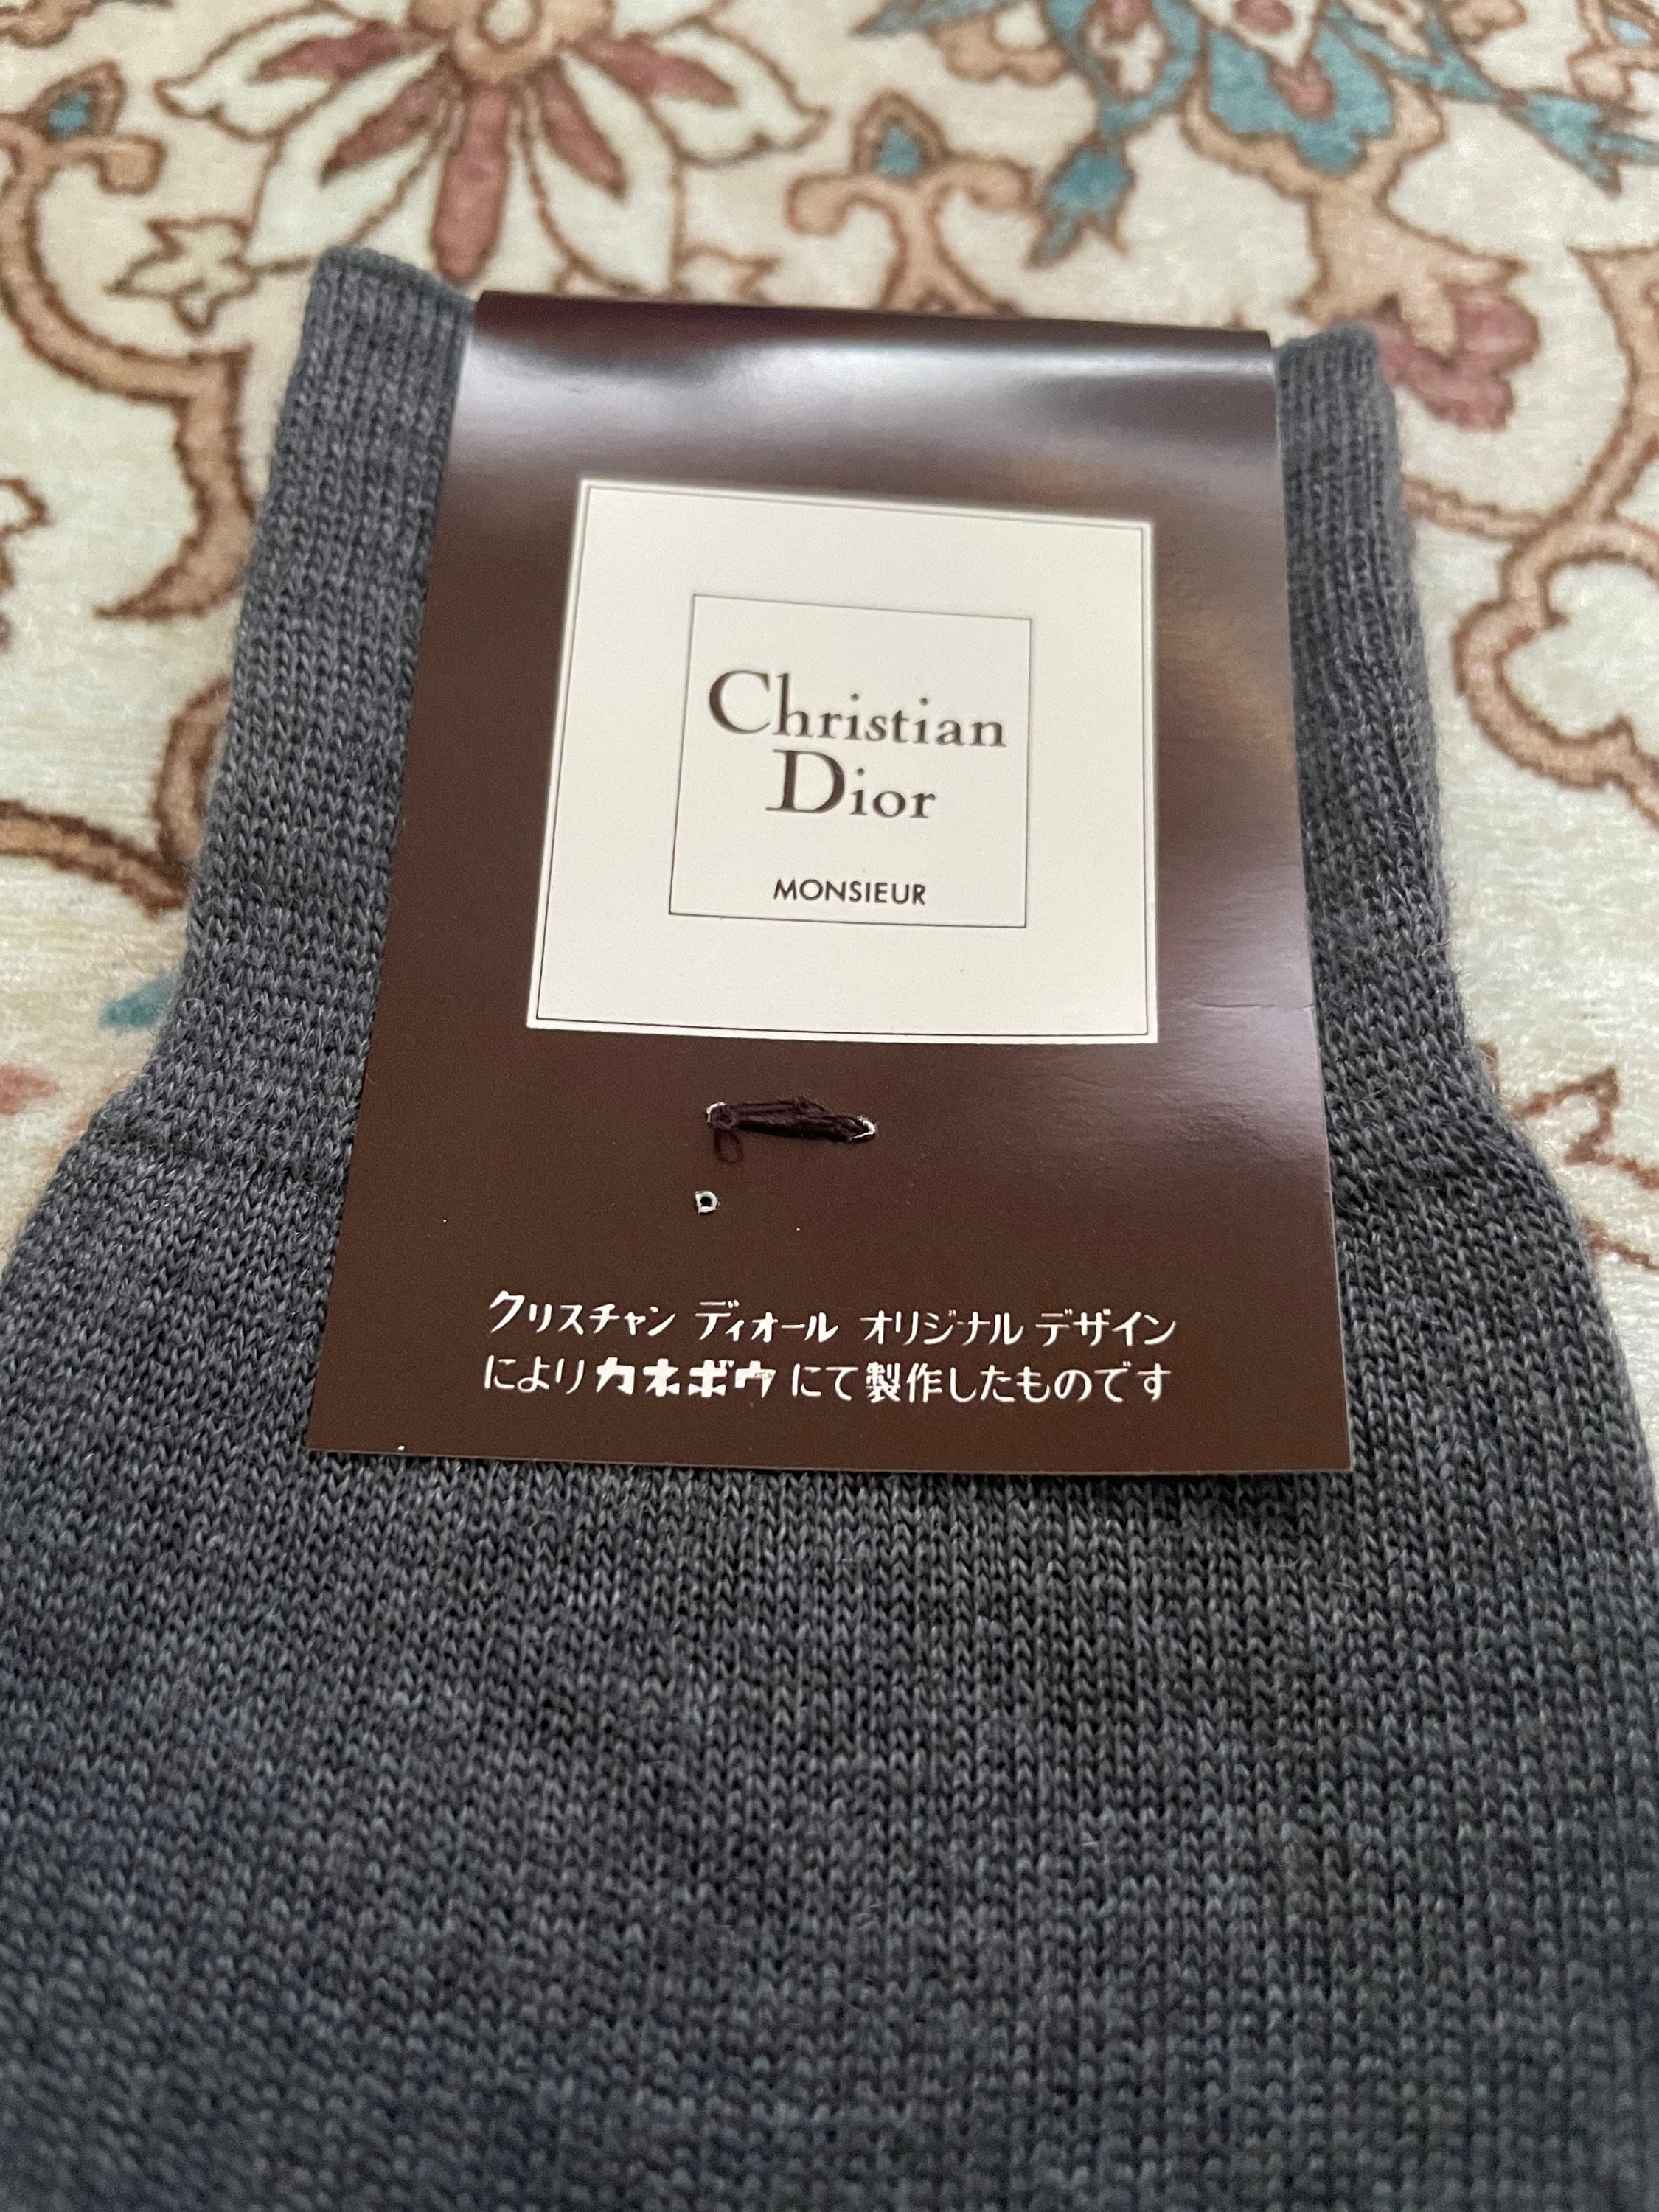 Christian
Dior
MONSIEUR
クリスチャン ディオール オリジナル デザイン
により カネボウ にて 製作したものです